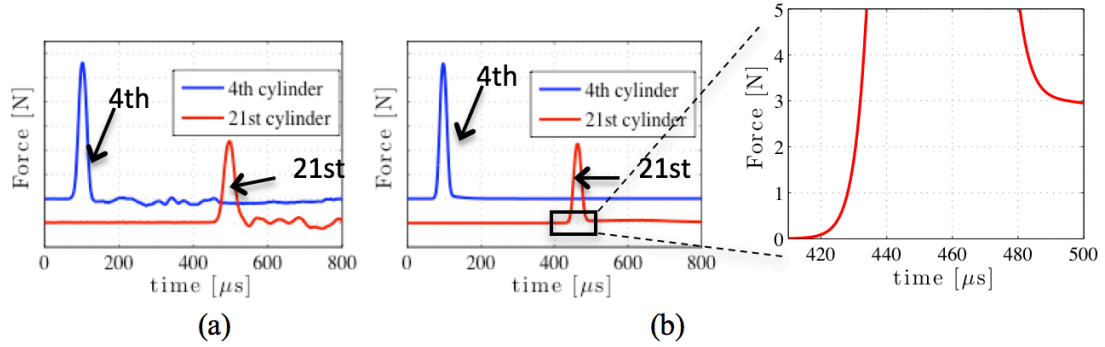 Force [N]
4th
4th cylinder
21st cylinder
21st
0 200 400 600 800
time [µs]
(a)
Force [N]
4th
4th cylinder
21st cylinder
21st
0 200 400 600 800
time [µs]
(b)
Force [N]
5
4
3
2
1
0
420 440 460 480 500
time [µs]